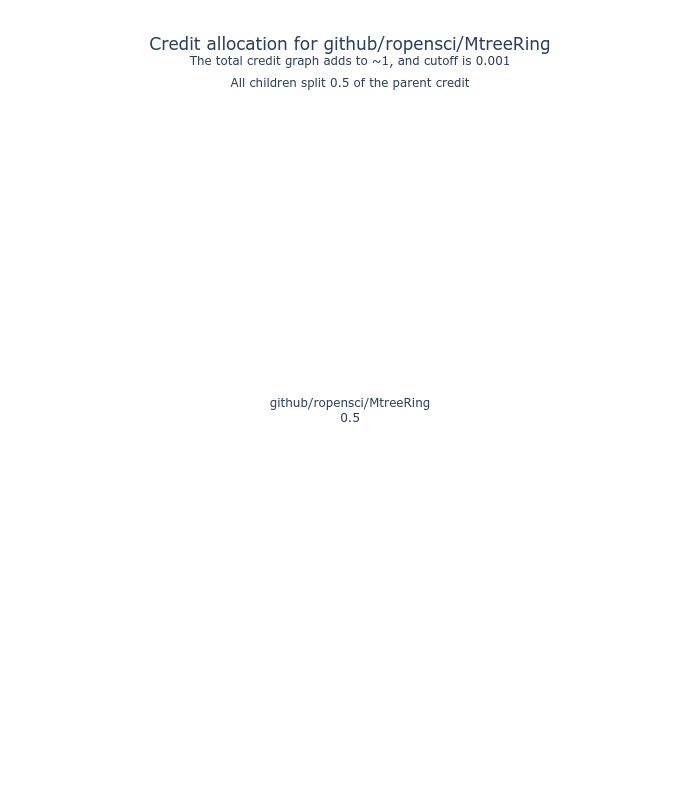 Credit allocation for github/ropensci/MtreeRing
The total credit graph adds to ~1, and cutoff is 0.001
All children split 0.5 of the parent credit
github/ropensci/MtreeRing
0.5